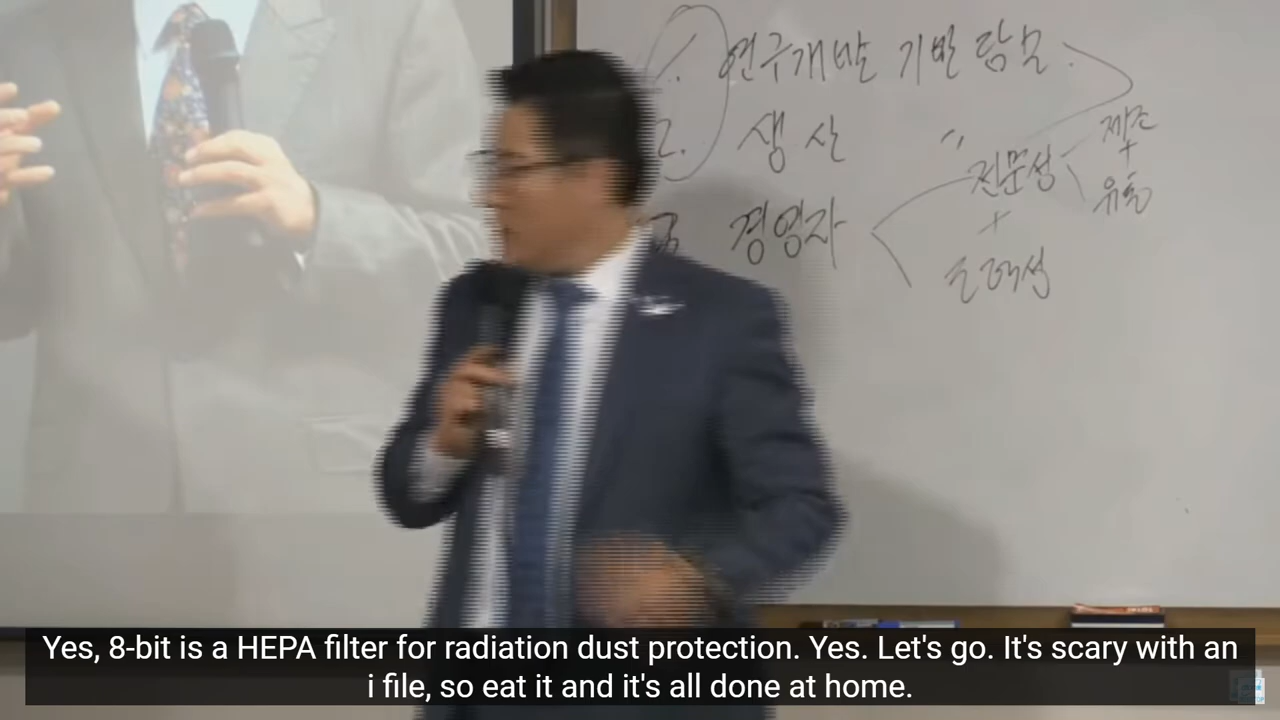 1. 연구개발 기반 담보
2. 생산 〃
제조
전문성 +
유통
3 경영자
+
Yes, 8-bit is a HEPA filter for radiation dust protection. Yes. Let's go. It's scary with an
i file, so eat it and it's all done at home.